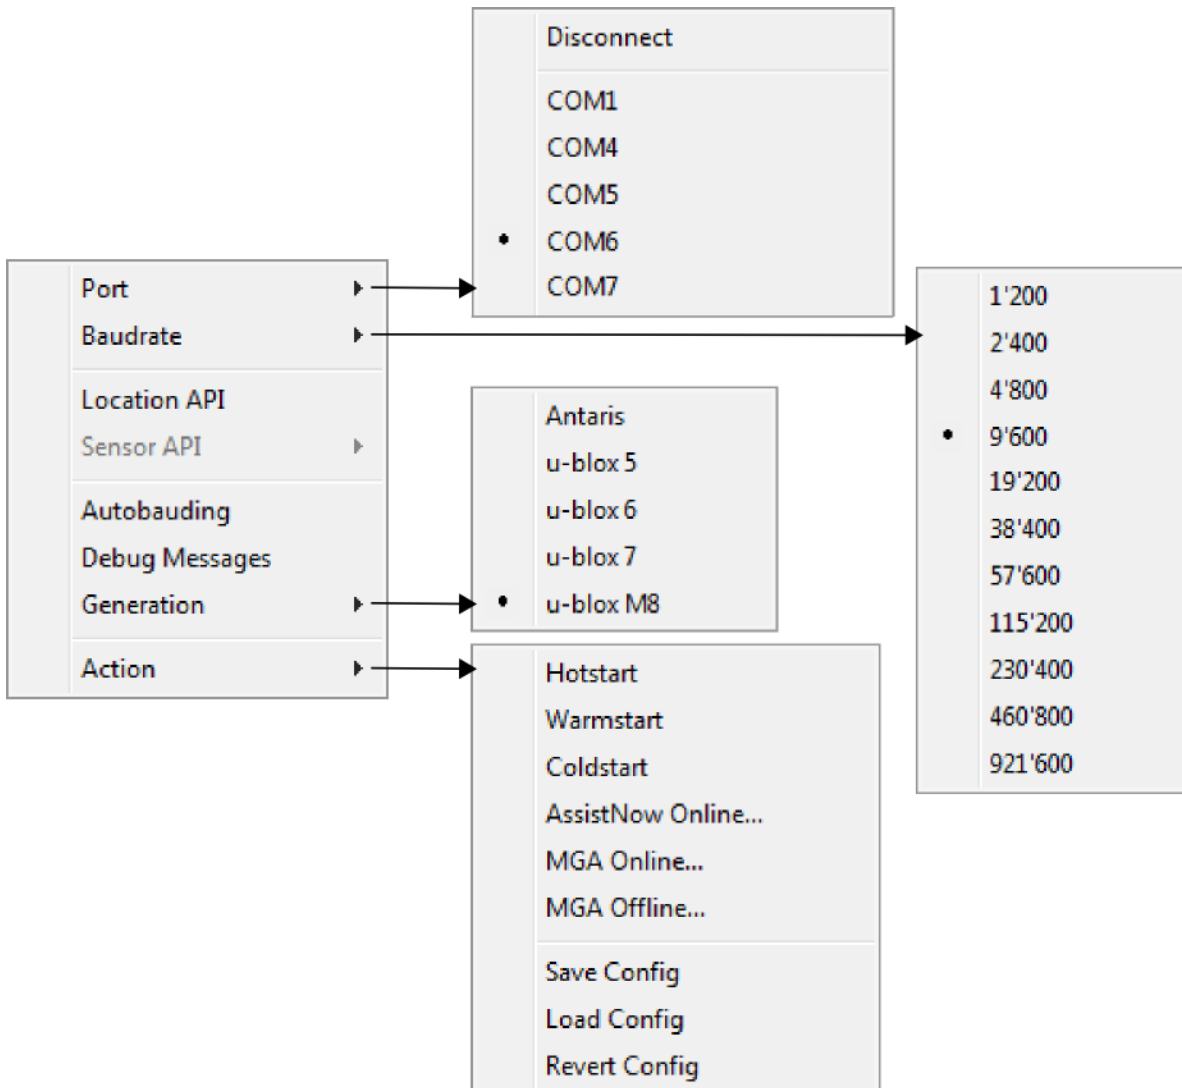 Disconnect
COM1
COM4
COM5
COM6
COM7
Port
Baudrate
Location API
Sensor API
Autobauding
Debug Messages
Generation
Action
1'200
2'400
4'800
9'600
19'200
38'400
57'600
115'200
230'400
460'800
921'600
Antaris
u-blox 5
u-blox 6
u-blox 7
u-blox M8
Hotstart
Warmstart
Coldstart
AssistNow Online...
MGA Online...
MGA Offline...
Save Config
Load Config
Revert Config